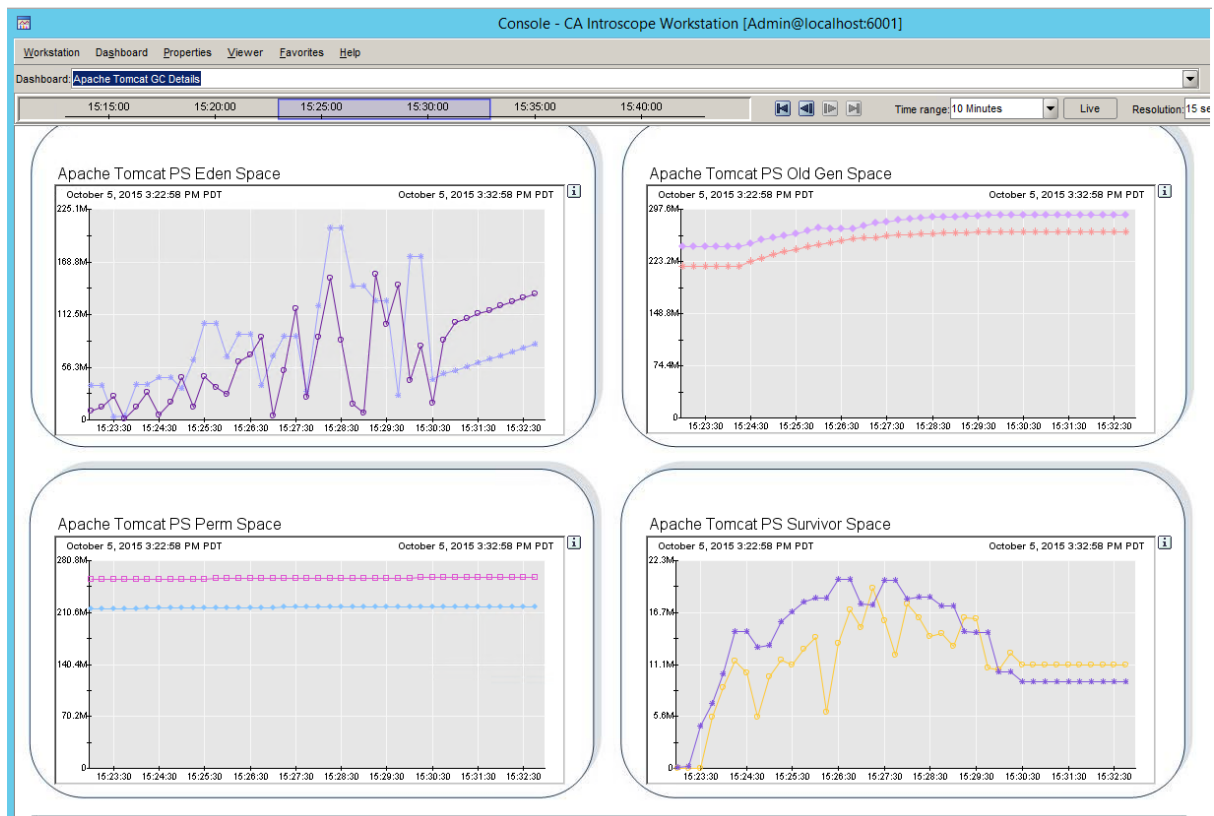 Console - CA Introscope Workstation [Admin@localhost:6001]
Workstation Dashboard Properties Viewer Favorites Help
Dashboard: Apache Tomcat GC Details
15:15:00 15:20:00 15:25:00 15:30:00 15:35:00 15:40:00 Time range: 10 Minutes Live Resolution: 15 se
Apache Tomcat PS Eden Space
October 5, 2015 3:22:58 PM PDT October 5, 2015 3:32:58 PM PDT
225.1M
168.8M
112.5M
56.3M
0
15:23:30 15:24:30 15:25:30 15:26:30 15:27:30 15:28:30 15:29:30 15:30:30 15:31:30 15:32:30
Apache Tomcat PS Old Gen Space
October 5, 2015 3:22:58 PM PDT October 5, 2015 3:32:58 PM PDT
297.6M
223.2M
148.8M
74.4M
0
15:23:30 15:24:30 15:25:30 15:26:30 15:27:30 15:28:30 15:29:30 15:30:30 15:31:30 15:32:30
Apache Tomcat PS Perm Space
October 5, 2015 3:22:58 PM PDT October 5, 2015 3:32:58 PM PDT
280.8M
210.6M
140.4M
70.2M
0
15:23:30 15:24:30 15:25:30 15:26:30 15:27:30 15:28:30 15:29:30 15:30:30 15:31:30 15:32:30
Apache Tomcat PS Survivor Space
October 5, 2015 3:22:58 PM PDT October 5, 2015 3:32:58 PM PDT
22.3M
16.7M
11.1M
5.6M
0
15:23:30 15:24:30 15:25:30 15:26:30 15:27:30 15:28:30 15:29:30 15:30:30 15:31:30 15:32:30